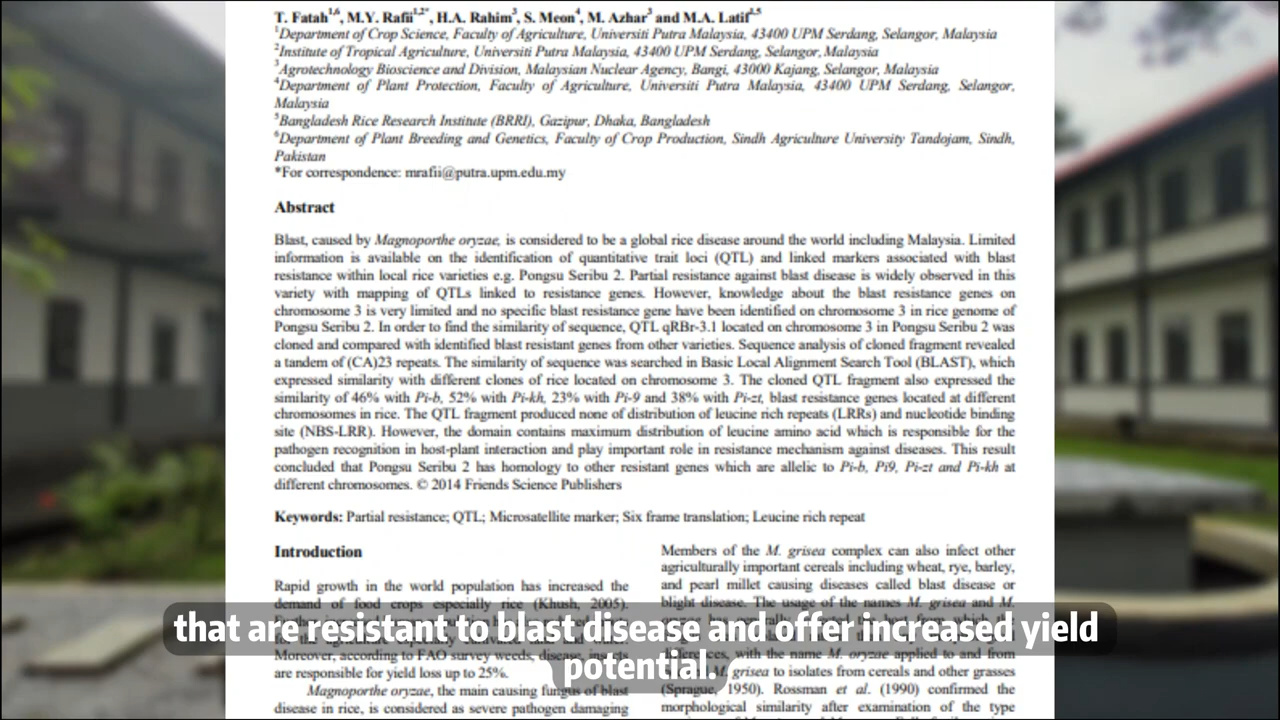 T. Fatah1,6, M.Y. Rafii1,2*, H.A. Rahim3, S. Meon4, M. Azhar3 and M.A. Latif2,5
1Department of Crop Science, Faculty of Agriculture, Universiti Putra Malaysia, 43400 UPM Serdang, Selangor, Malaysia
2Institute of Tropical Agriculture, Universiti Putra Malaysia, 43400 UPM Serdang, Selangor, Malaysia
3Agrotechnology Bioscience and Division, Malaysian Nuclear Agency, Bangi, 43000 Kajang, Selangor, Malaysia
4Department of Plant Protection, Faculty of Agriculture, Universiti Putra Malaysia, 43400 UPM Serdang, Selangor,
Malaysia
5Bangladesh Rice Research Institute (BRRI), Gazipur, Dhaka, Bangladesh
6Department of Plant Breeding and Genetics, Faculty of Crop Production, Sindh Agriculture University Tandojam, Sindh,
Pakistan
*For correspondence: mrafii@putra.upm.edu.my
Abstract
Blast, caused by Magnoporthe oryzae, is considered to be a global rice disease around the world including Malaysia. Limited
information is available on the identification of quantitative trait loci (QTL) and linked markers associated with blast
resistance within local rice varieties e.g. Pongsu Seribu 2. Partial resistance against blast disease is widely observed in this
variety with mapping of QTLs linked to resistance genes. However, knowledge about the blast resistance genes on
chromosome 3 is very limited and no specific blast resistance gene have been identified on chromosome 3 in rice genome of
Pongsu Seribu 2. In order to find the similarity of sequence, QTL qRBr-3.1 located on chromosome 3 in Pongsu Seribu 2 was
cloned and compared with identified blast resistant genes from other varieties. Sequence analysis of cloned fragment revealed
a tandem of (CA)23 repeats. The similarity of sequence was searched in Basic Local Alignment Search Tool (BLAST), which
expressed similarity with different clones of rice located on chromosome 3. The cloned QTL fragment also expressed the
similarity of 46% with Pi-b, 52% with Pi-kh, 23% with Pi-9 and 38% with Pi-zt, blast resistance genes located at different
chromosomes in rice. The QTL fragment produced none of distribution of leucine rich repeats (LRRs) and nucleotide binding
site (NBS-LRR). However, the domain contains maximum distribution of leucine amino acid which is responsible for the
pathogen recognition in host-plant interaction and play important role in resistance mechanism against diseases. This result
concluded that Pongsu Seribu 2 has homology to other resistant genes which are allelic to Pi-b, Pi9, Pi-zt and Pi-kh at
different chromosomes. © 2014 Friends Science Publishers
Keywords: Partial resistance; QTL; Microsatellite marker; Six frame translation; Leucine rich repeat
Introduction
Rapid growth in the world population has increased the
demand of food crops especially rice (Khush, 2005).
Moreover, according to FAO survey weeds, disease, insects
are responsible for yield loss up to 25%.
Magnoporthe oryzae, the main causing fungus of blast
disease in rice, is considered as severe pathogen damaging
Members of the M. grisea complex can also infect other
agriculturally important cereals including wheat, rye, barley,
and pearl millet causing diseases called blast disease or
blight disease. The usage of the names M. grisea and M.
with the name M. oryzae applied to and from
M. grisea to isolates from cereals and other grasses
(Sprague, 1950). Rossman et al. (1990) confirmed the
morphological similarity after examination of the type
that are resistant to blast disease and offer increased yield
potential.